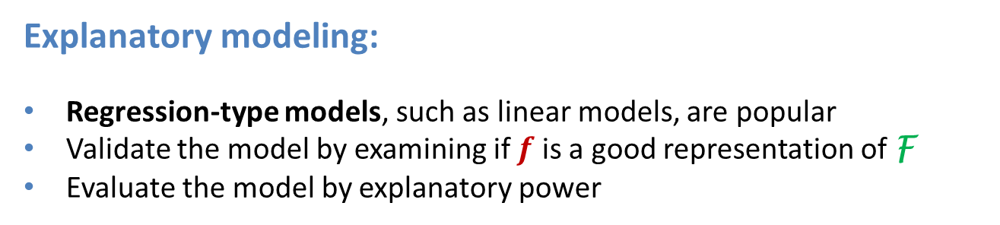 Explanatory modeling:
• Regression-type models, such as linear models, are popular
• Validate the model by examining if f is a good representation of ℱ
• Evaluate the model by explanatory power